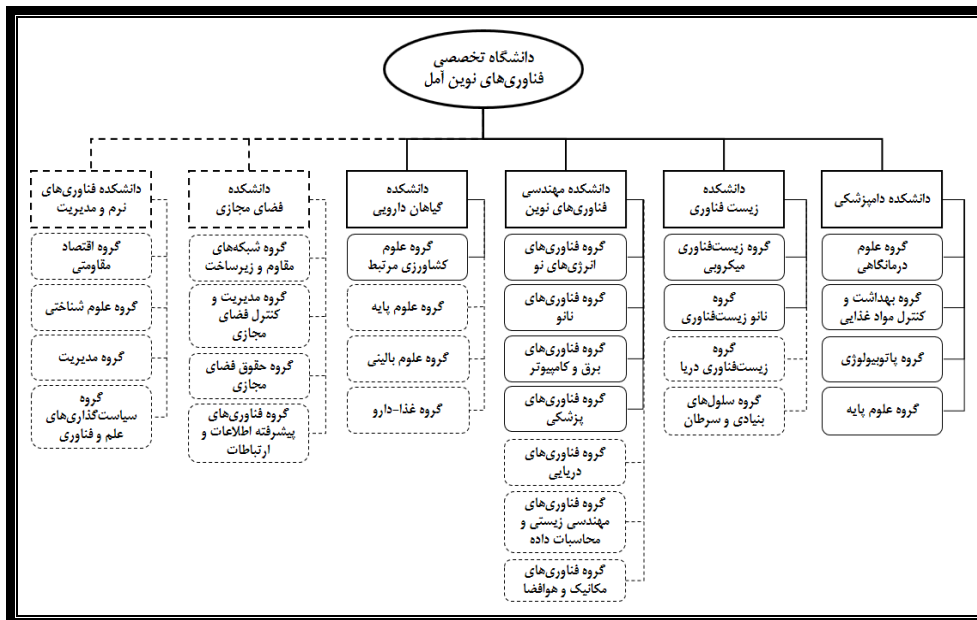 دانشگاه تخصصی
فناوری‌های نوین آمل
دانشکده دامپزشکی
گروه علوم
درمانگاهی
گروه بهداشت و
کنترل مواد غذایی
گروه پاتوبیولوژی
گروه علوم پایه
دانشکده
زیست فناوری
گروه زیست‌فناوری
میکروبی
گروه
نانو زیست‌فناوری
گروه
زیست‌فناوری دریا
گروه سلول‌های
بنیادی و سرطان
دانشکده مهندسی
فناوری‌های نوین
گروه فناوری‌های
انرژی‌های نو
گروه فناوری‌های
نانو
گروه فناوری‌های
برق و کامپیوتر
گروه فناوری‌های
پزشکی
گروه فناوری‌های
دریایی
گروه فناوری‌های
مهندسی زیستی و
محاسبات داده
گروه فناوری‌های
مکانیک و هوافضا
دانشکده
گیاهان دارویی
گروه علوم
کشاورزی مرتبط
گروه علوم پایه
گروه علوم بالینی
گروه غذا-دارو
دانشکده
فضای مجازی
گروه شبکه‌های
مقاوم و زیرساخت
گروه مدیریت و
کنترل فضای
مجازی
گروه حقوق فضای
مجازی
گروه فناوری‌های
پیشرفته اطلاعات و
ارتباطات
دانشکده فناوری‌های
نرم و مدیریت
گروه اقتصاد
مقاومتی
گروه علوم شناختی
گروه مدیریت
گروه
سیاست‌گذاری‌های
علم و فناوری